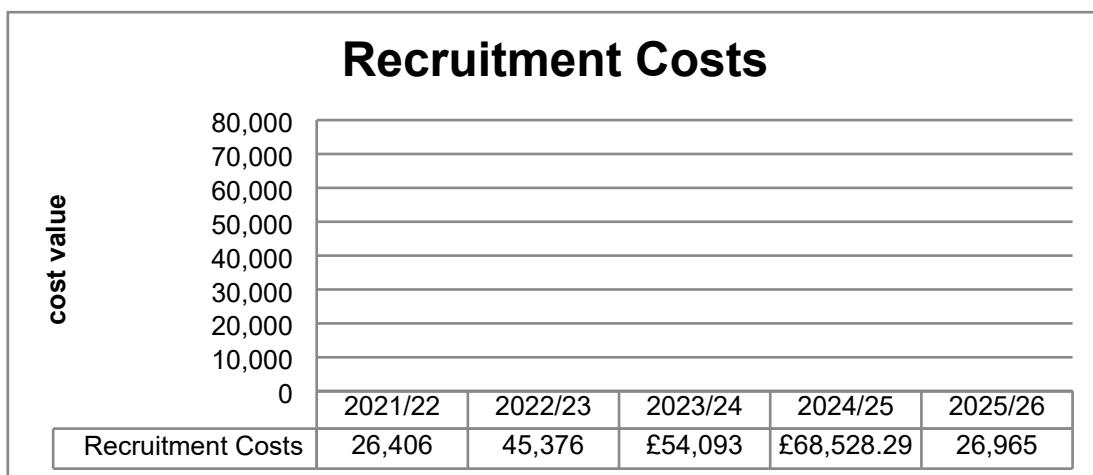 Recruitment Costs
80,000
70,000
60,000
50,000
40,000
30,000
20,000
10,000
0
cost value
2021/22 2022/23 2023/24 2024/25 2025/26
Recruitment Costs 26,406 45,376 £54,093 £68,528.29 26,965